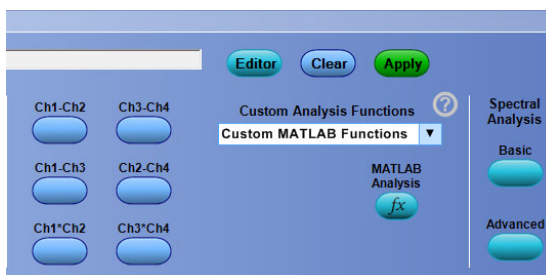 Editor Clear Apply
Ch1-Ch2 Ch3-Ch4
Custom Analysis Functions ?
Custom MATLAB Functions ▼
Spectral
Analysis
Basic
Ch1-Ch3 Ch2-Ch4
MATLAB
Analysis
fx
Ch1*Ch2 Ch3*Ch4
Advanced